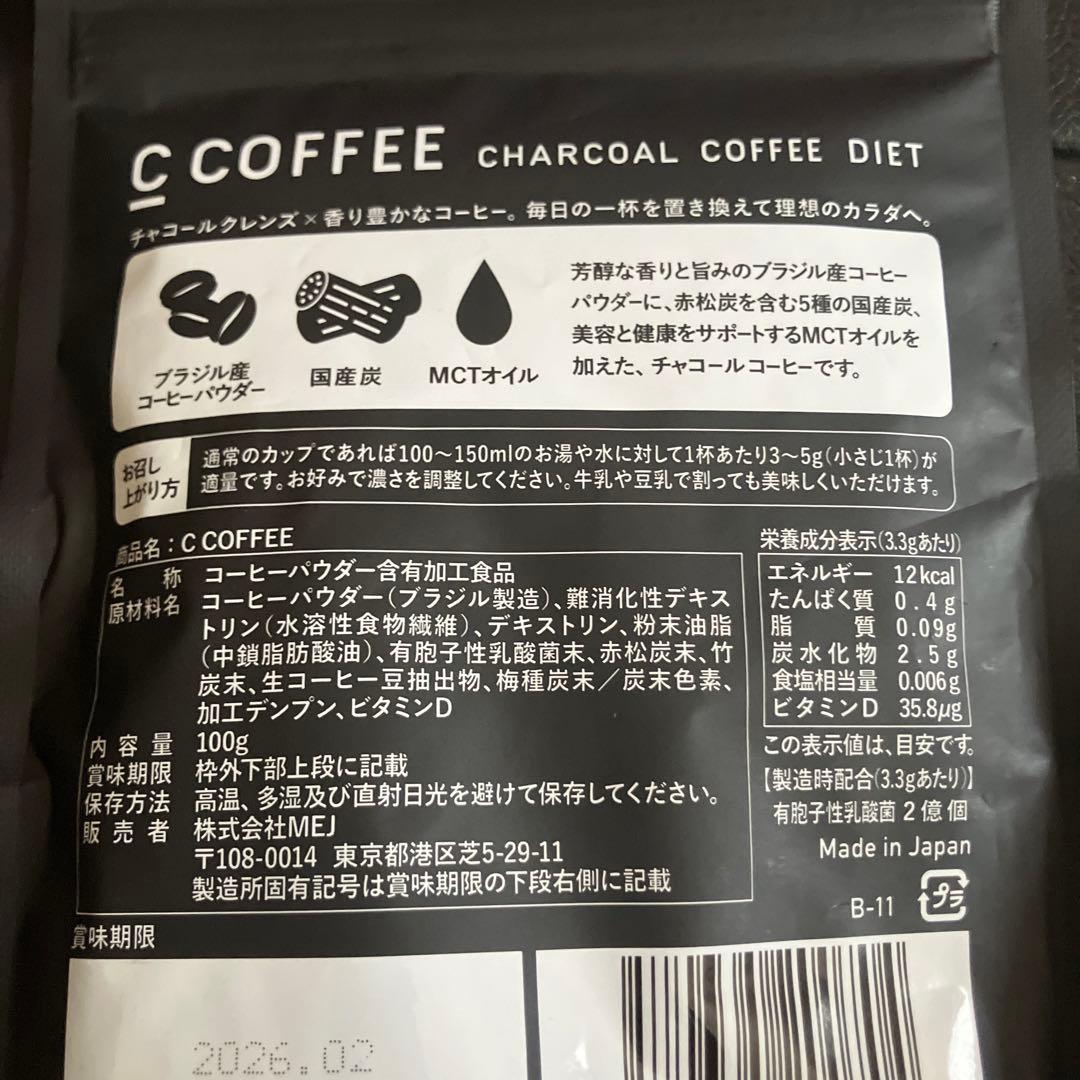 C COFFEE CHARCOAL COFFEE DIET
チャコールクレンズ×香り豊かなコーヒー。毎日の一杯を置き換えて理想のカラダへ。
ブラジル産
コーヒーパウダー
国産炭
MCTオイル
芳醇な香りと旨みのブラジル産コーヒー
パウダーに、赤松炭を含む5種の国産炭、
美容と健康をサポートするMCTオイルを
加えた、チャコールコーヒーです。
お召し
上がり方
通常のカップであれば100〜150mlのお湯や水に対して1杯あたり3〜5g(小さじ1杯)が
適量です。お好みで濃さを調整してください。牛乳や豆乳で割っても美味しくいただけます。
商品名:C COFFEE
名称 コーヒーパウダー含有加工食品
原材料名 コーヒーパウダー(ブラジル製造)、難消化性デキス
トリン(水溶性食物繊維)、デキストリン、粉末油脂
(中鎖脂肪酸油)、有胞子性乳酸菌末、赤松炭末、竹
炭末、生コーヒー豆抽出物、梅種炭末/炭末色素、
加工デンプン、ビタミンD
内容量 100g
賞味期限 枠外下部上段に記載
保存方法 高温、多湿及び直射日光を避けて保存してください。
販売者 株式会社MEJ
〒108-0014 東京都港区芝5-29-11
製造所固有記号は賞味期限の下段右側に記載
栄養成分表示(3.3gあたり)
エネルギー 12kcal
たんぱく質 0.4g
脂質 0.09g
炭水化物 2.5g
食塩相当量 0.006g
ビタミンD 35.8μg
この表示値は、目安です。
【製造時配合(3.3gあたり)】
有胞子性乳酸菌 2億個
Made in Japan
B-11 プラ
賞味期限
2026.02